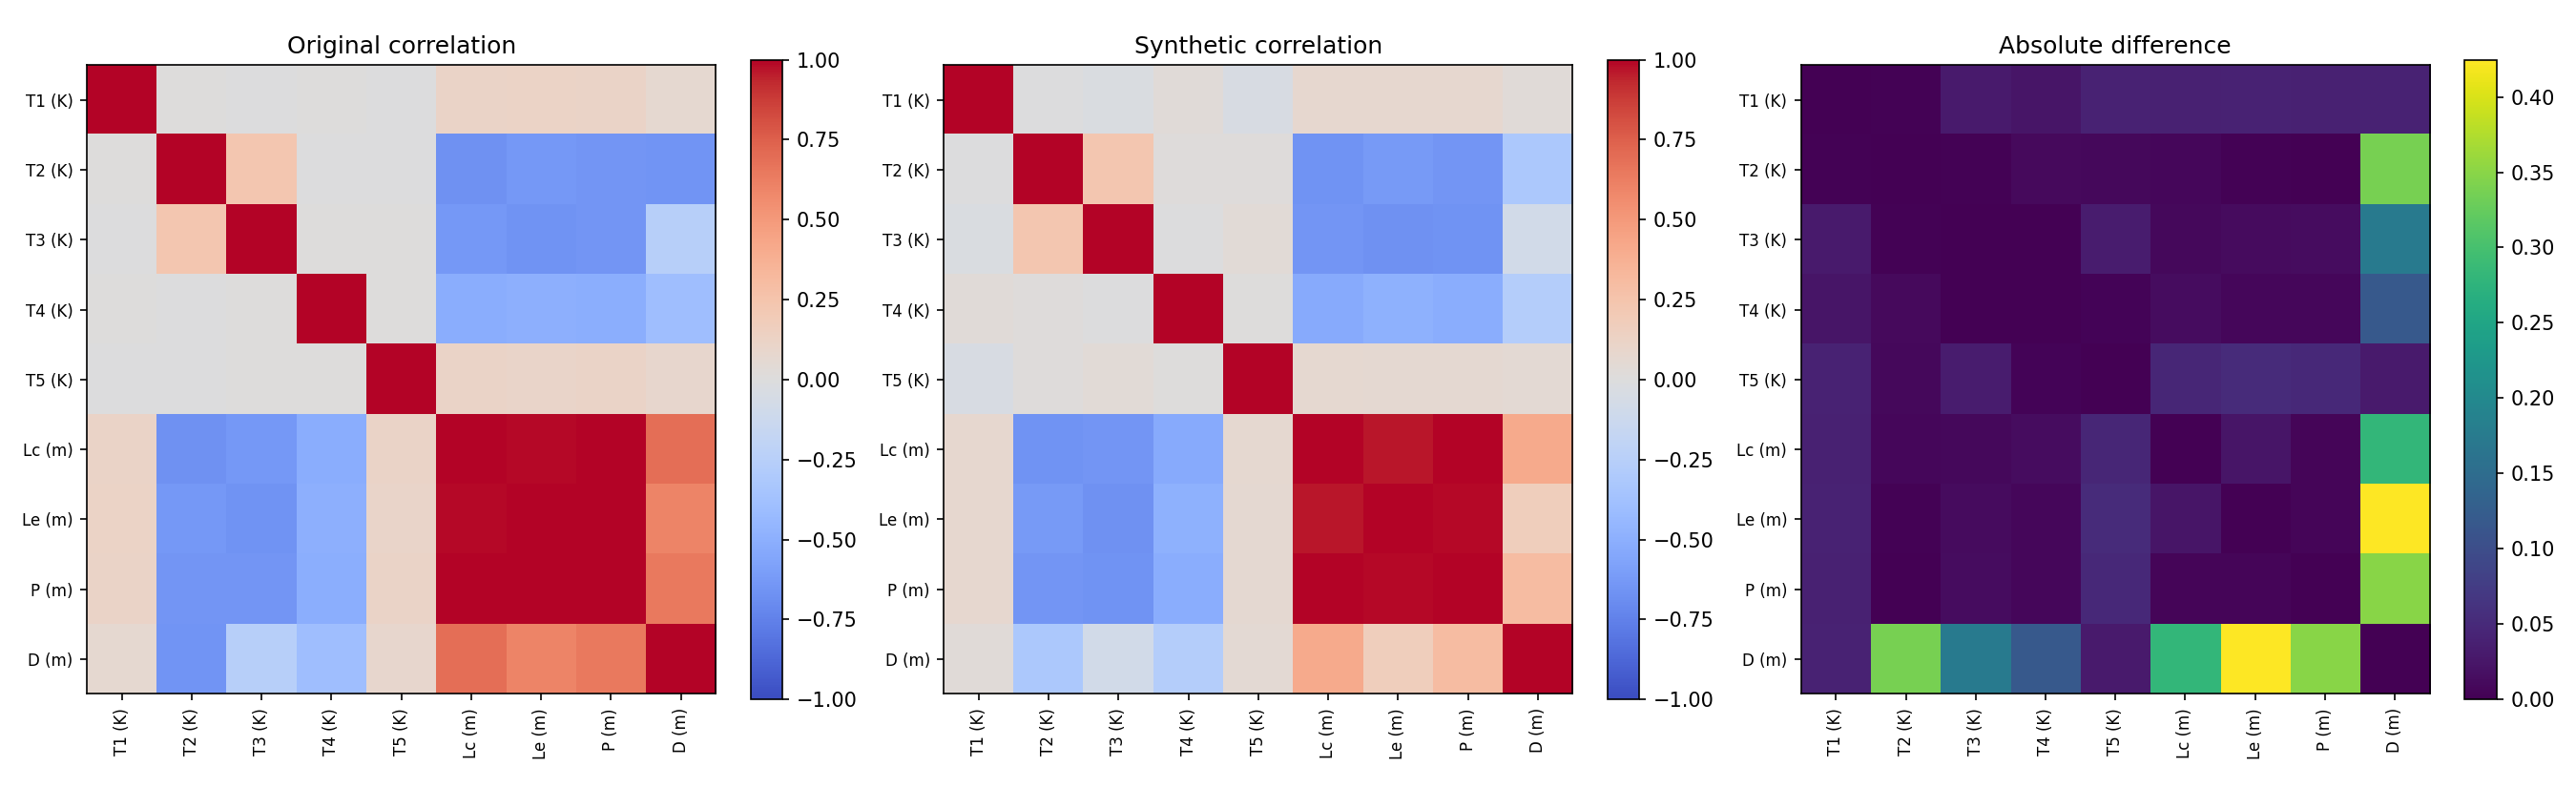 Original correlation
T1 (K)
T2 (K)
T3 (K)
T4 (K)
T5 (K)
Lc (m)
Le (m)
P (m)
D (m)
T1 (K)
T2 (K)
T3 (K)
T4 (K)
T5 (K)
Lc (m)
Le (m)
P (m)
D (m)
1.00
0.75
0.50
0.25
0.00
−0.25
−0.50
−0.75
−1.00
Synthetic correlation
T1 (K)
T2 (K)
T3 (K)
T4 (K)
T5 (K)
Lc (m)
Le (m)
P (m)
D (m)
T1 (K)
T2 (K)
T3 (K)
T4 (K)
T5 (K)
Lc (m)
Le (m)
P (m)
D (m)
1.00
0.75
0.50
0.25
0.00
−0.25
−0.50
−0.75
−1.00
Absolute difference
T1 (K)
T2 (K)
T3 (K)
T4 (K)
T5 (K)
Lc (m)
Le (m)
P (m)
D (m)
T1 (K)
T2 (K)
T3 (K)
T4 (K)
T5 (K)
Lc (m)
Le (m)
P (m)
D (m)
0.40
0.35
0.30
0.25
0.20
0.15
0.10
0.05
0.00